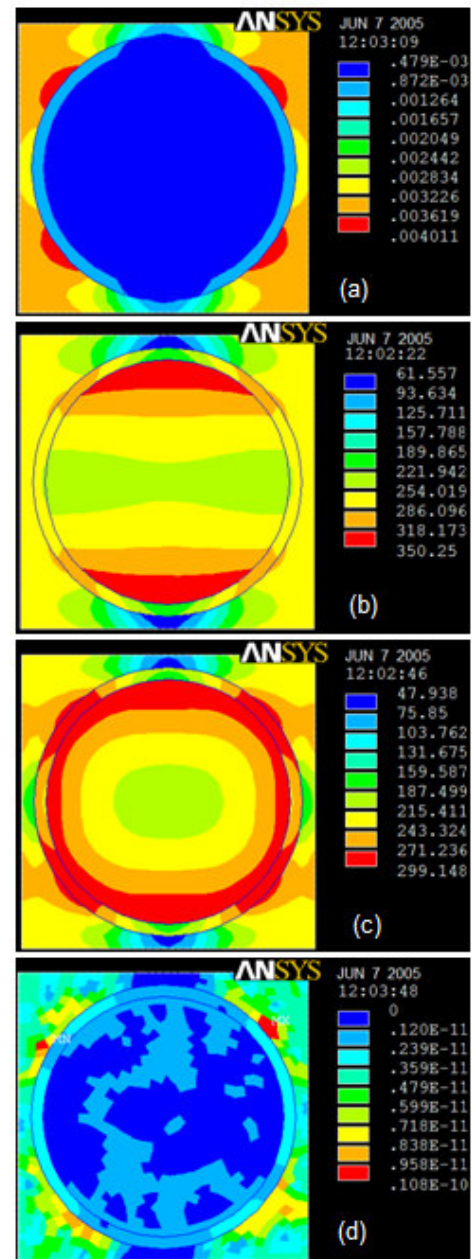 ANSYS
JUN 7 2005
12:03:09
.479E-03
.872E-03
.001264
.001657
.002049
.002442
.002834
.003226
.003619
.004011
(a)
ANSYS
JUN 7 2005
12:02:22
61.557
93.634
125.711
157.788
189.865
221.942
254.019
286.096
318.173
350.25
(b)
ANSYS
JUN 7 2005
12:02:46
47.938
75.85
103.762
131.675
159.587
187.499
215.411
243.324
271.236
299.148
(c)
ANSYS
JUN 7 2005
12:03:48
0
.120E-11
.239E-11
.359E-11
.479E-11
.599E-11
.718E-11
.838E-11
.958E-11
.108E-10
MX
MN
(d)